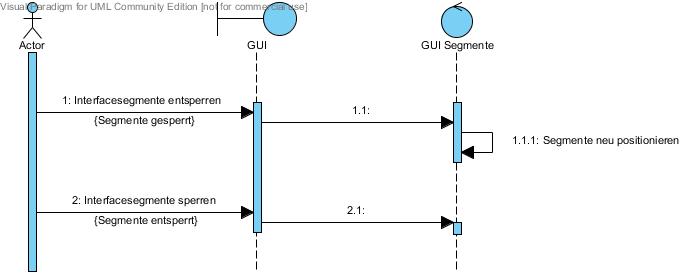 Visual Paradigm for UML Community Edition [not for commercial use]
Actor
GUI
GUI Segmente
1: Interfacesegmente entsperren
{Segmente gesperrt}
1.1:
1.1.1: Segmente neu positionieren
2: Interfacesegmente sperren
{Segmente entsperrt}
2.1: